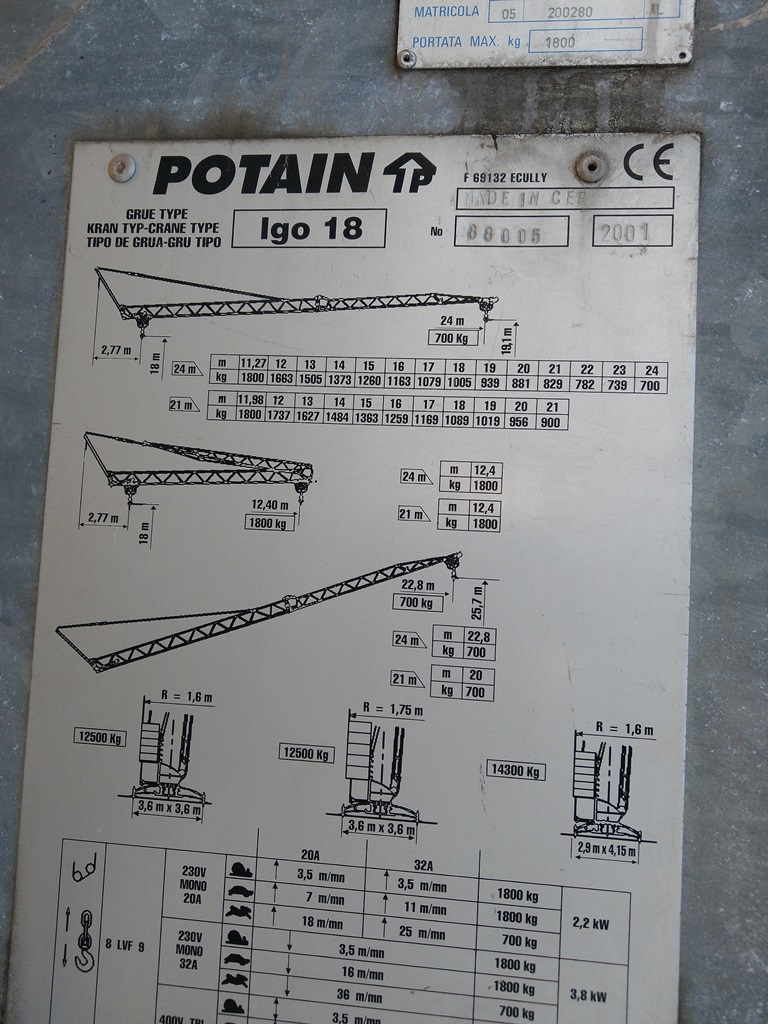 MATRICOLA 05 200280 AL
PORTATA MAX. kg 1800
POTAIN
F 69132 ECULLY
CE
MADE IN CEE
GRUE TYPE
KRAN TYP-CRANE TYPE
TIPO DE GRUA-GRU TIPO
Igo 18
No 88005 2001
24 m
700 Kg
2,77 m
18 m
19,1 m
24 m
m 11,27 12 13 14 15 16 17 18 19 20 21 22 23 24
kg 1800 1663 1505 1373 1260 1163 1079 1005 939 881 829 782 739 700
21 m
m 11,98 12 13 14 15 16 17 18 19 20 21
kg 1800 1737 1627 1484 1363 1259 1169 1089 1019 956 900
2,77 m
18 m
12,40 m
1800 kg
24 m
m 12,4
kg 1800
21 m
m 12,4
kg 1800
22,8 m
700 kg
25,7 m
24 m
m 22,8
kg 700
21 m
m 20
kg 700
R = 1,6 m
12500 Kg
3,6 m x 3,6 m
R = 1,75 m
12500 Kg
3,6 m x 3,6 m
R = 1,6 m
14300 Kg
2,9 m x 4,15 m
20A 32A
8 LVF 9
230V
MONO
20A
3,5 m/mn 3,5 m/mn 1800 kg
7 m/mn 11 m/mn 1800 kg
18 m/mn 25 m/mn 700 kg
2,2 kW
230V
MONO
32A
3,5 m/mn 1800 kg
16 m/mn 1800 kg
36 m/mn 700 kg
3,8 kW
400V TRI
3,5 m/mn